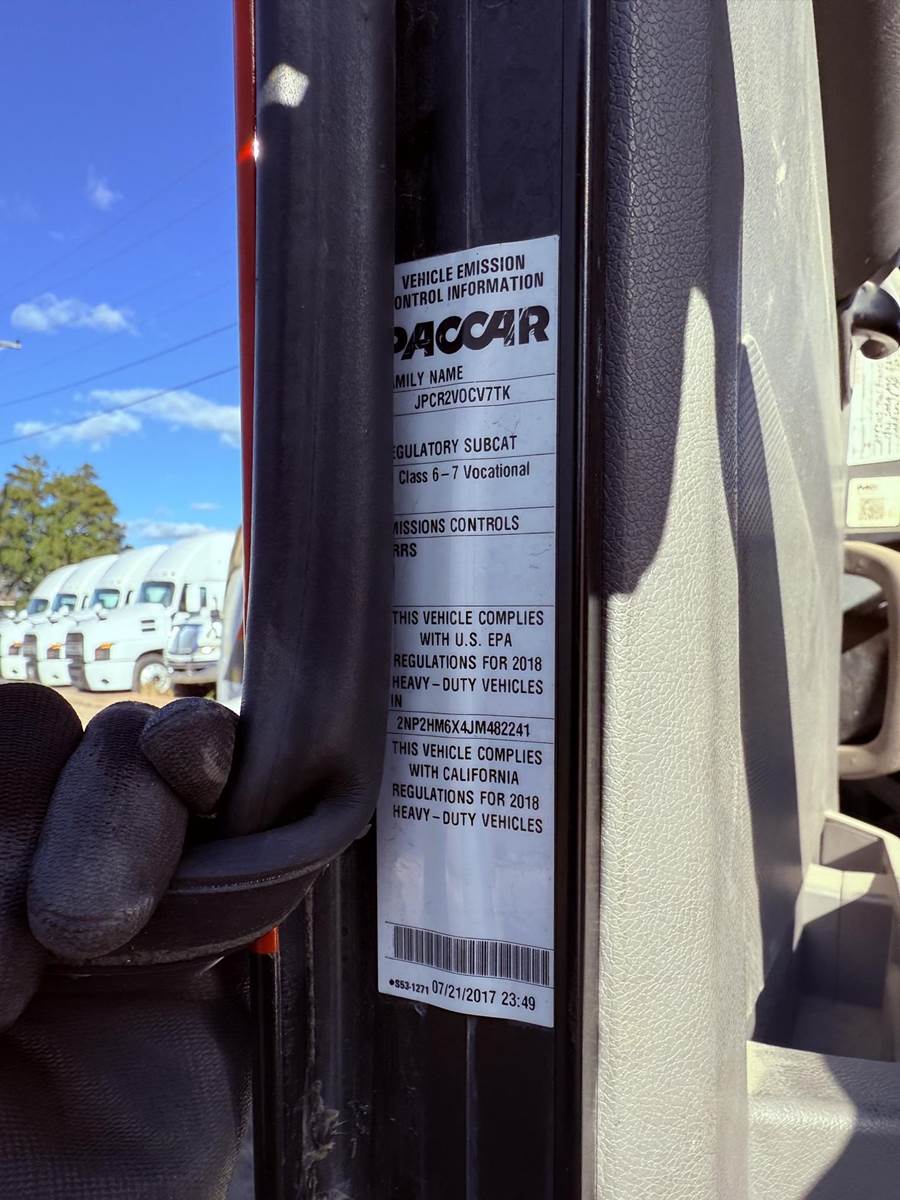 VEHICLE EMISSION
ONTROL INFORMATION
PACCAR
AMILY NAME
JPCR2VOCV7TK
EGULATORY SUBCAT
Class 6-7 Vocational
MISSIONS CONTROLS
RRS
THIS VEHICLE COMPLIES
WITH U.S. EPA
REGULATIONS FOR 2018
HEAVY-DUTY VEHICLES
IN
2NP2HM6X4JM482241
THIS VEHICLE COMPLIES
WITH CALIFORNIA
REGULATIONS FOR 2018
HEAVY-DUTY VEHICLES
S53-1271 07/21/2017 23:49